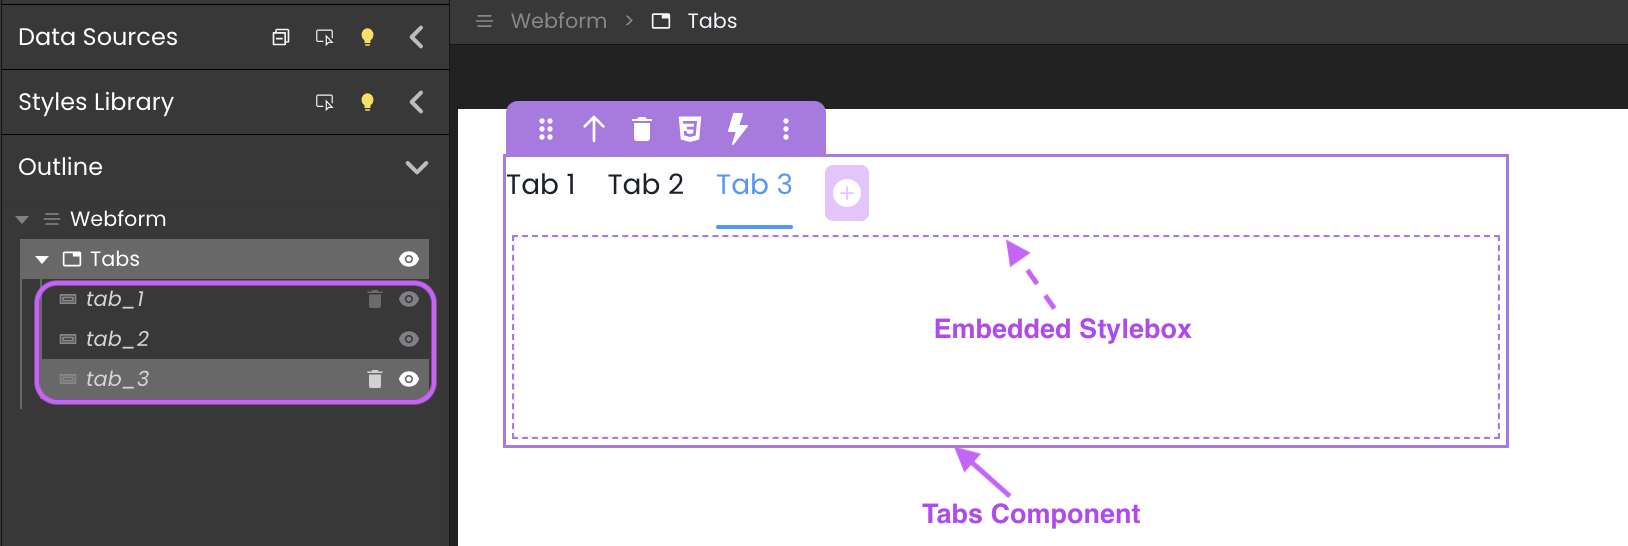 Data Sources
Styles Library
Outline
Webform
Tabs
tab_1
tab_2
tab_3
Webform > Tabs
Tab 1 Tab 2 Tab 3
Embedded Stylebox
Tabs Component